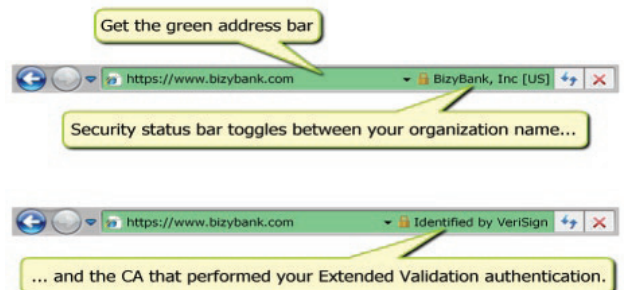 Get the green address bar
https://www.bizybank.com
BizyBank, Inc [US]
Security status bar toggles between your organization name...
https://www.bizybank.com
Identified by VeriSign
... and the CA that performed your Extended Validation authentication.